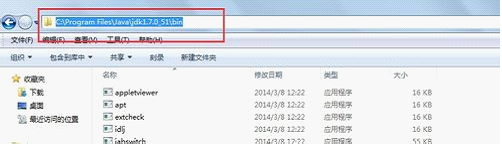 C:\Program Files\Java\jdk1.7.0_51\bin
文件(F) 编辑(E) 查看(V) 工具(T) 帮助(H)
组织 包含到库中 共享 刻录 新建文件夹
收藏夹 名称 修改日期 类型 大小
下载 appletviewer 2014/3/8 12:22 应用程序 16 KB
桌面 apt 2014/3/8 12:22 应用程序 16 KB
最近访问的位置 extcheck 2014/3/8 12:22 应用程序 16 KB
idlj 2014/3/8 12:22 应用程序 16 KB
jabswitch 2014/3/8 12:22 应用程序 55 KB